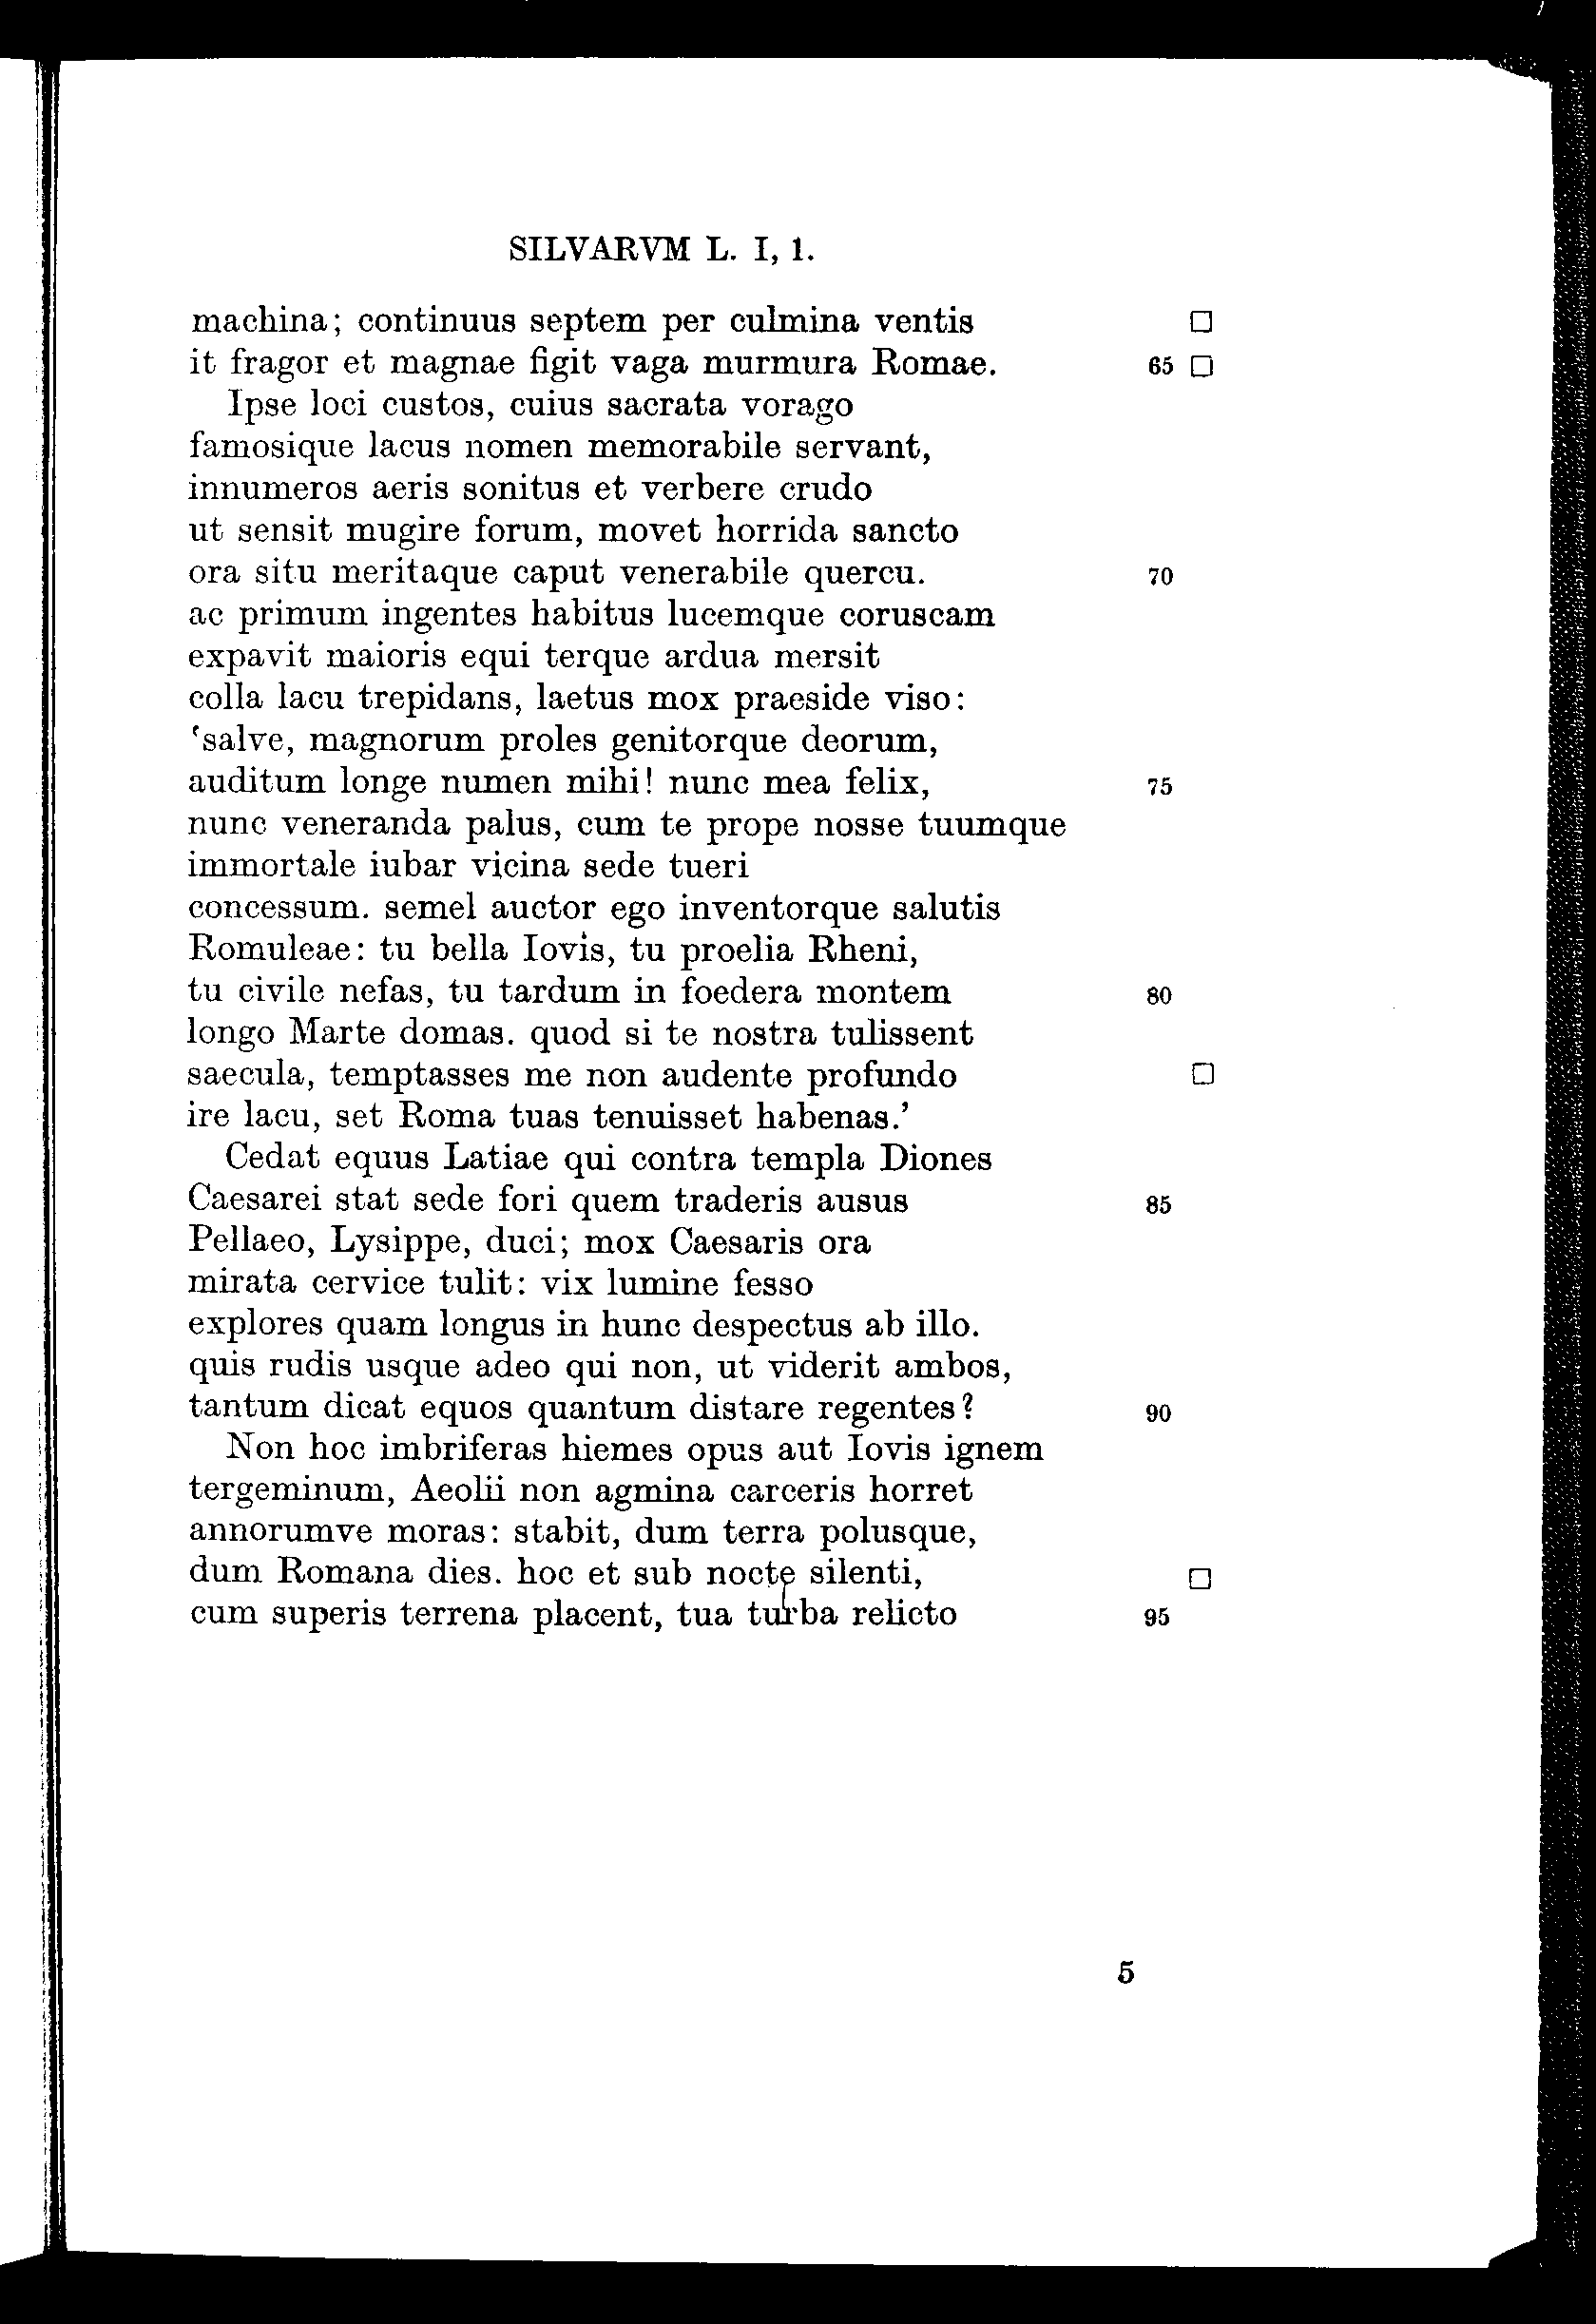 SILVARVM L. I, 1.
machina; continuus septem per culmina ventis □
it fragor et magnae figit vaga murmura Romae. 65 □
Ipse loci custos, cuius sacrata vorago
famosique lacus nomen memorabile servant,
innumeros aeris sonitus et verbere crudo
ut sensit mugire forum, movet horrida sancto
ora situ meritaque caput venerabile quercu. 70
ac primum ingentes habitus lucemque coruscam
expavit maioris equi terque ardua mersit
colla lacu trepidans, laetus mox praeside viso:
‘salve, magnorum proles genitorque deorum,
auditum longe numen mihi! nunc mea felix, 75
nunc veneranda palus, cum te prope nosse tuumque
immortale iubar vicina sede tueri
concessum. semel auctor ego inventorque salutis
Romuleae: tu bella Iovis, tu proelia Rheni,
tu civile nefas, tu tardum in foedera montem 80
longo Marte domas. quod si te nostra tulissent
saecula, temptasses me non audente profundo □
ire lacu, set Roma tuas tenuisset habenas.’
Cedat equus Latiae qui contra templa Diones
Caesarei stat sede fori quem traderis ausus 85
Pellaeo, Lysippe, duci; mox Caesaris ora
mirata cervice tulit: vix lumine fesso
explores quam longus in hunc despectus ab illo.
quis rudis usque adeo qui non, ut viderit ambos,
tantum dicat equos quantum distare regentes? 90
Non hoc imbriferas hiemes opus aut Iovis ignem
tergeminum, Aeolii non agmina carceris horret
annorumve moras: stabit, dum terra polusque,
dum Romana dies. hoc et sub nocte silenti, □
cum superis terrena placent, tua turba relicto 95
5